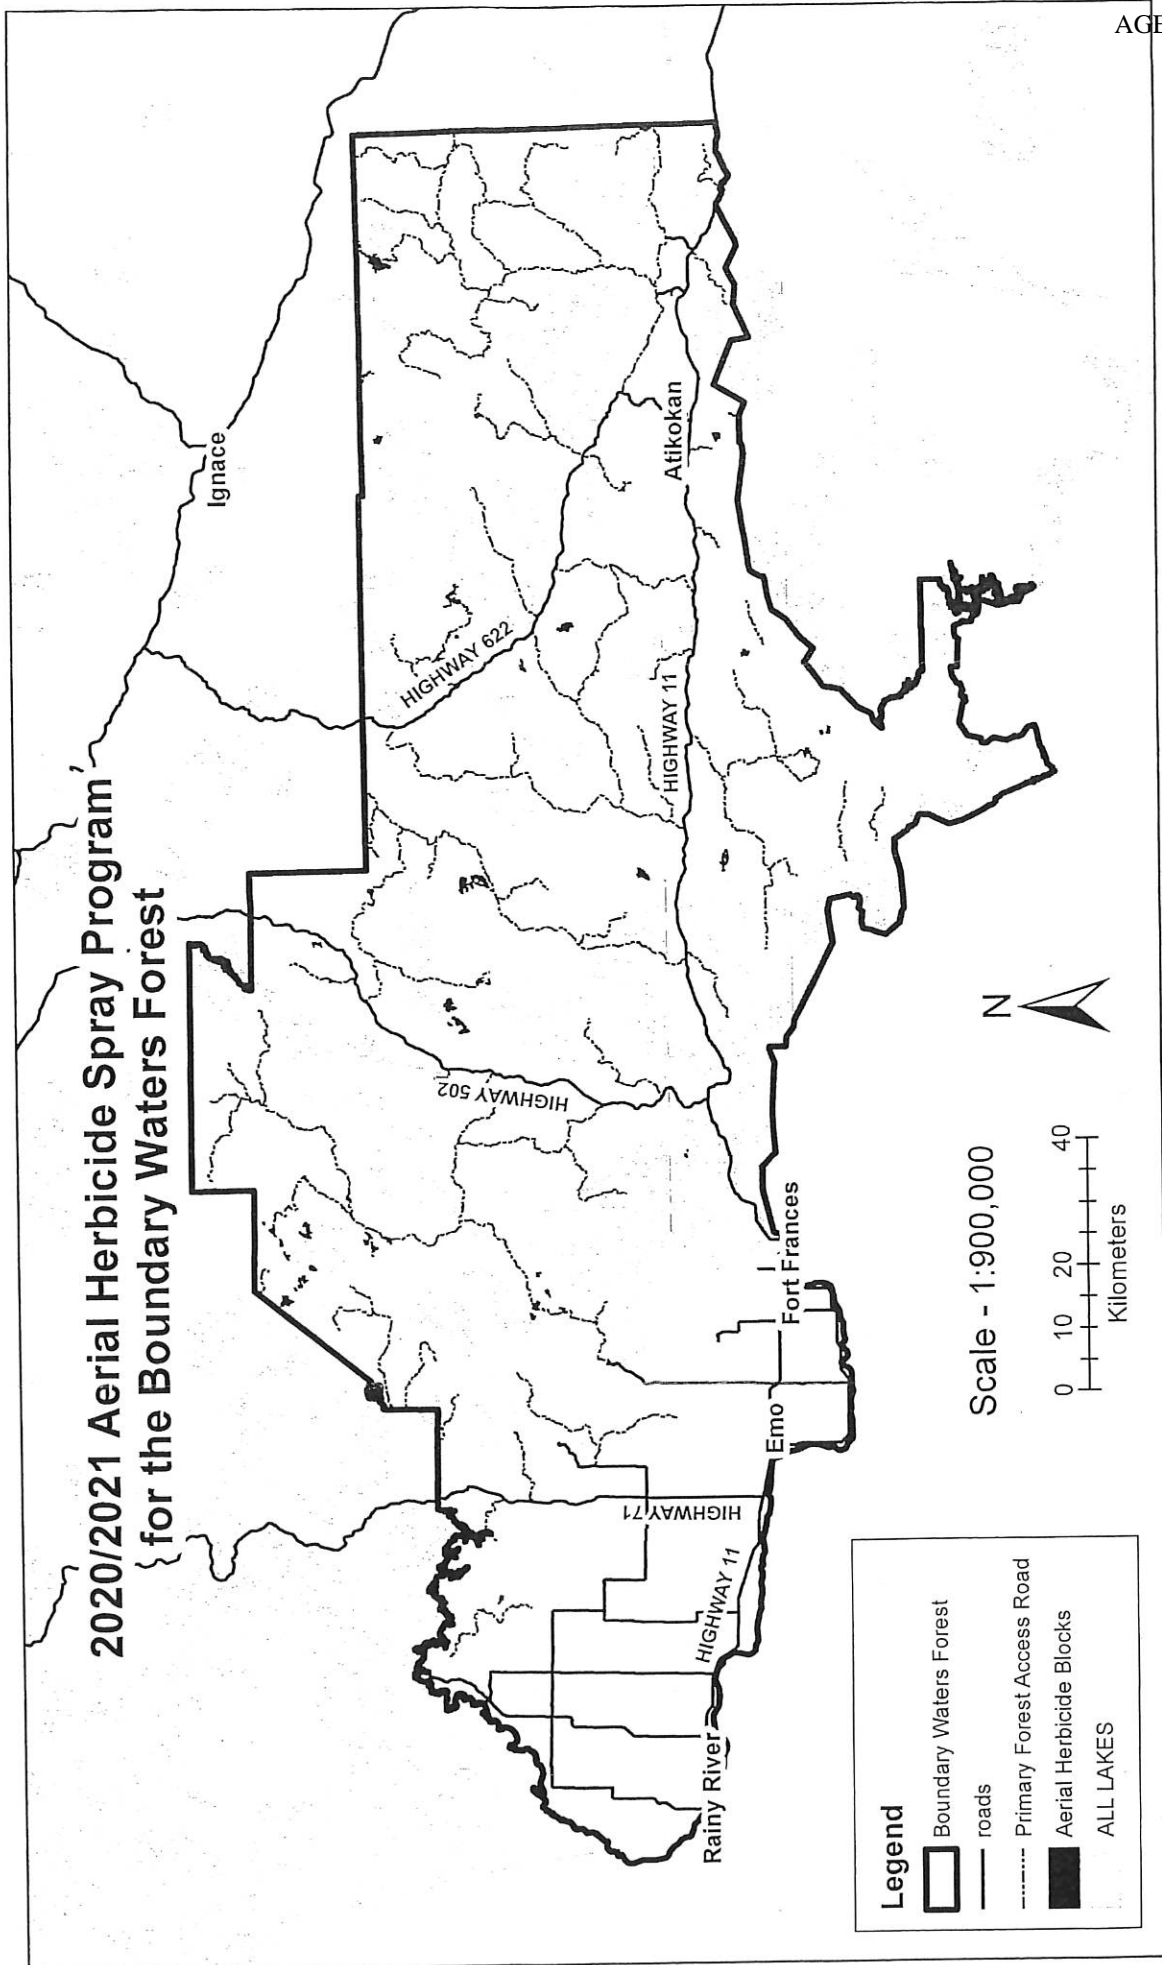 AGE
2020/2021 Aerial Herbicide Spray Program
for the Boundary Waters Forest
Ignace
HIGHWAY 622
HIGHWAY 502
HIGHWAY 11
Atikokan
HIGHWAY 71
HIGHWAY 11
Rainy River
Emo
Fort Frances
N
Scale - 1:900,000
0 10 20 40
Kilometers
Legend
Boundary Waters Forest
roads
Primary Forest Access Road
Aerial Herbicide Blocks
ALL LAKES